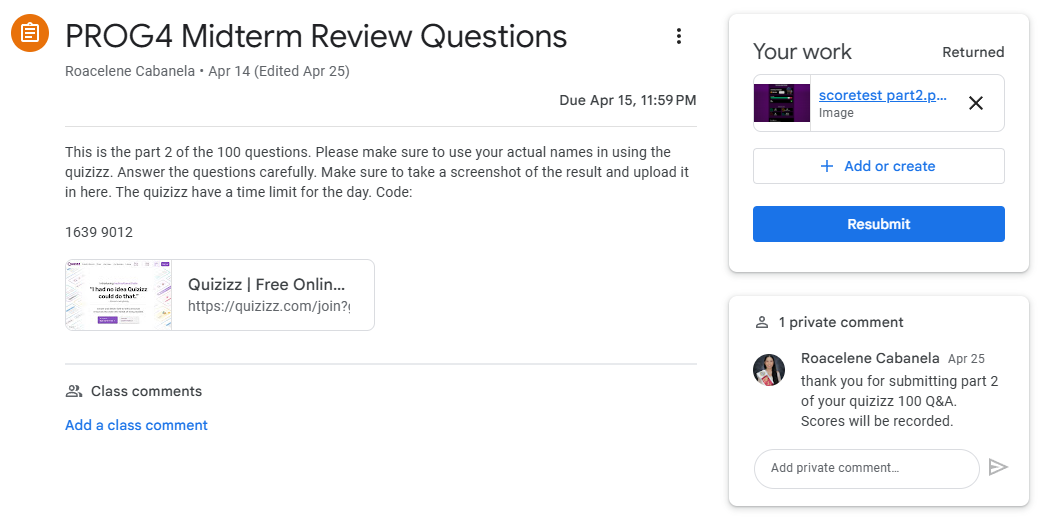 PROG4 Midterm Review Questions
Roacelene Cabanela • Apr 14 (Edited Apr 25)
Due Apr 15, 11:59 PM
This is the part 2 of the 100 questions. Please make sure to use your actual names in using the
quizizz. Answer the questions carefully. Make sure to take a screenshot of the result and upload it
in here. The quizizz have a time limit for the day. Code:
1639 9012
"I had no idea Quizizz
could do that."
Quizizz | Free Onlin...
https://quizizz.com/join?g
Class comments
Add a class comment
Your work
Returned
scoretest part2.p...
Image
+ Add or create
Resubmit
1 private comment
Roacelene Cabanela Apr 25
thank you for submitting part 2
of your quizizz 100 Q&A.
Scores will be recorded.
Add private comment...